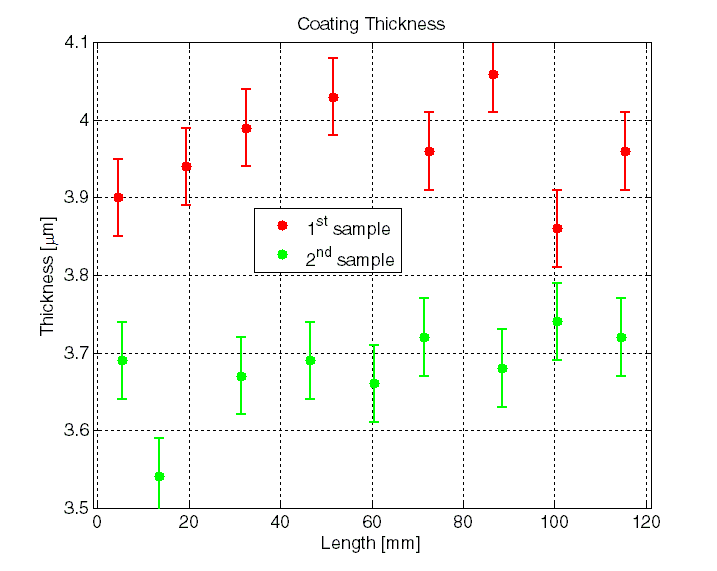 Coating Thickness
4.1
4
3.9
3.8
3.7
3.6
3.5
Thickness [μm]
1st sample
2nd sample
0 20 40 60 80 100 120
Length [mm]